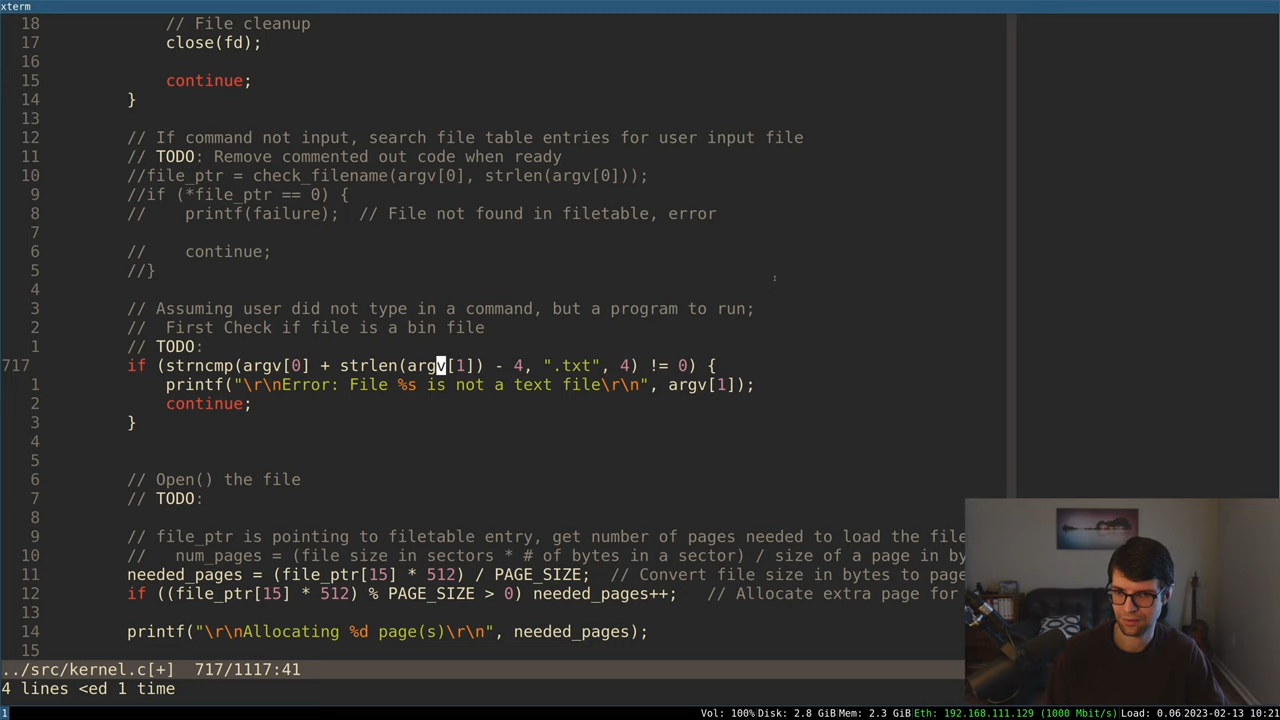 xterm
18 // File cleanup
17 close(fd);
16
15 continue;
14 }
13
12 // If command not input, search file table entries for user input file
11 // TODO: Remove commented out code when ready
10 //file_ptr = check_filename(argv[0], strlen(argv[0]));
9 //if (*file_ptr == 0) {
8 //    printf(failure);  // File not found in filetable, error
7
6 //    continue;
5 //}
4
3 // Assuming user did not type in a command, but a program to run;
2 //  First Check if file is a bin file
1 // TODO:
717 if (strncmp(argv[0] + strlen(argv[1]) - 4, ".txt", 4) != 0) {
1 printf("\r\nError: File %s is not a text file\r\n", argv[1]);
2 continue;
3 }
4
5
6 // Open() the file
7 // TODO:
8
9 // file_ptr is pointing to filetable entry, get number of pages needed to load the file
10 //   num_pages = (file size in sectors * # of bytes in a sector) / size of a page in by
11 needed_pages = (file_ptr[15] * 512) / PAGE_SIZE;  // Convert file size in bytes to page
12 if ((file_ptr[15] * 512) % PAGE_SIZE > 0) needed_pages++;   // Allocate extra page for
13
14 printf("\r\nAllocating %d page(s)\r\n", needed_pages);
15
../src/kernel.c[+]  717/1117:41
4 lines <ed 1 time
1 Vol: 100% Disk: 2.8 GiB Mem: 2.3 GiB Eth: 192.168.111.129 (1000 Mbit/s) Load: 0.06 2023-02-13 10:21